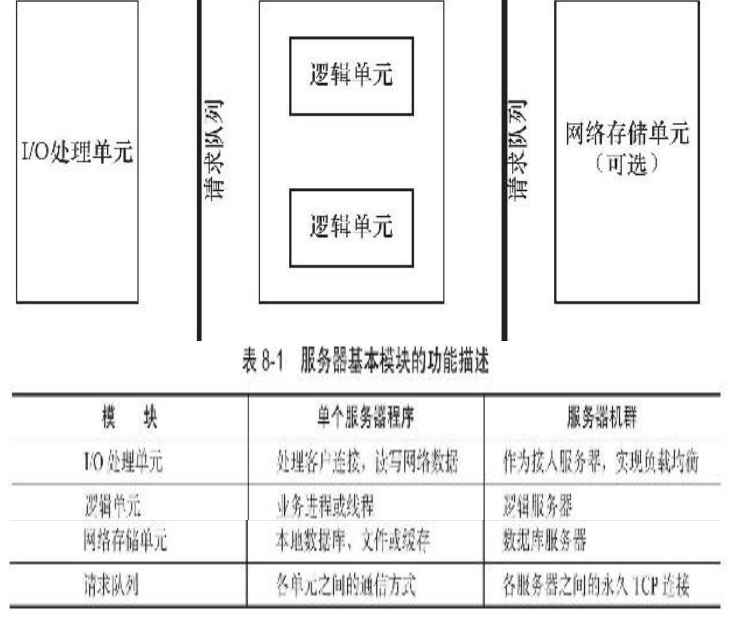 I/O处理单元
请求队列
逻辑单元
逻辑单元
请求队列
网络存储单元
（可选）
表 8-1 服务器基本模块的功能描述
模 块 单个服务器程序 服务器机群
I/O 处理单元 处理客户连接，读写网络数据 作为接入服务器，实现负载均衡
逻辑单元 业务进程或线程 逻辑服务器
网络存储单元 本地数据库、文件或缓存 数据库服务器
请求队列 各单元之间的通信方式 各服务器之间的永久 TCP 连接